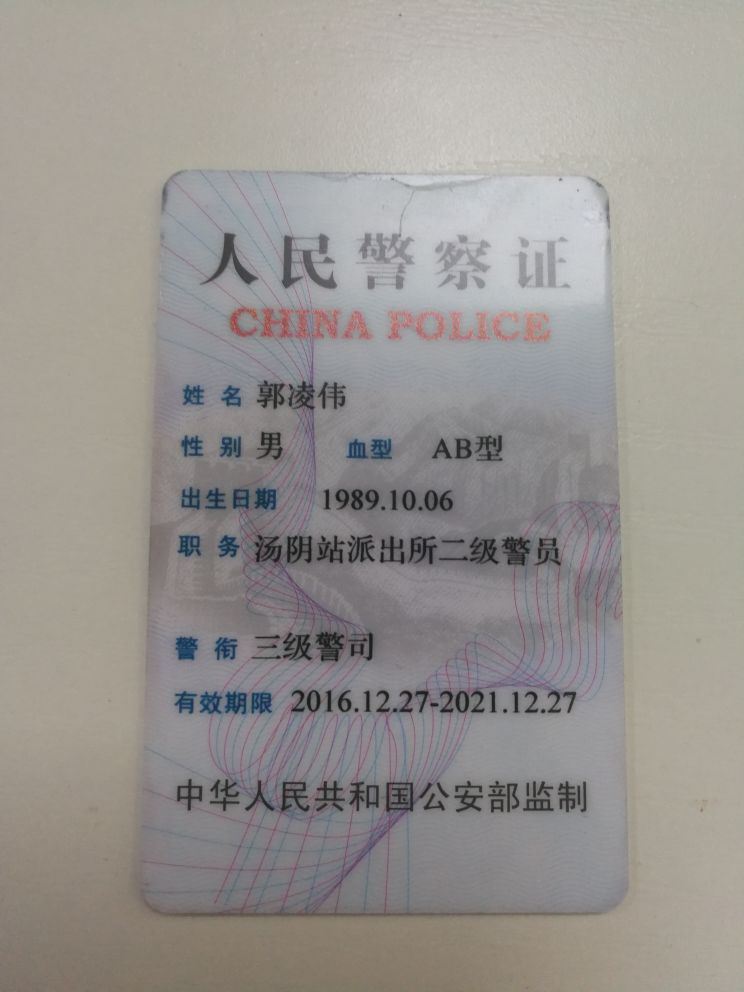 人民警察证
CHINA POLICE
姓名 郭凌伟
性别 男 血型 AB型
出生日期 1989.10.06
职务 汤阴站派出所二级警员
警衔 三级警司
有效期限 2016.12.27-2021.12.27
中华人民共和国公安部监制